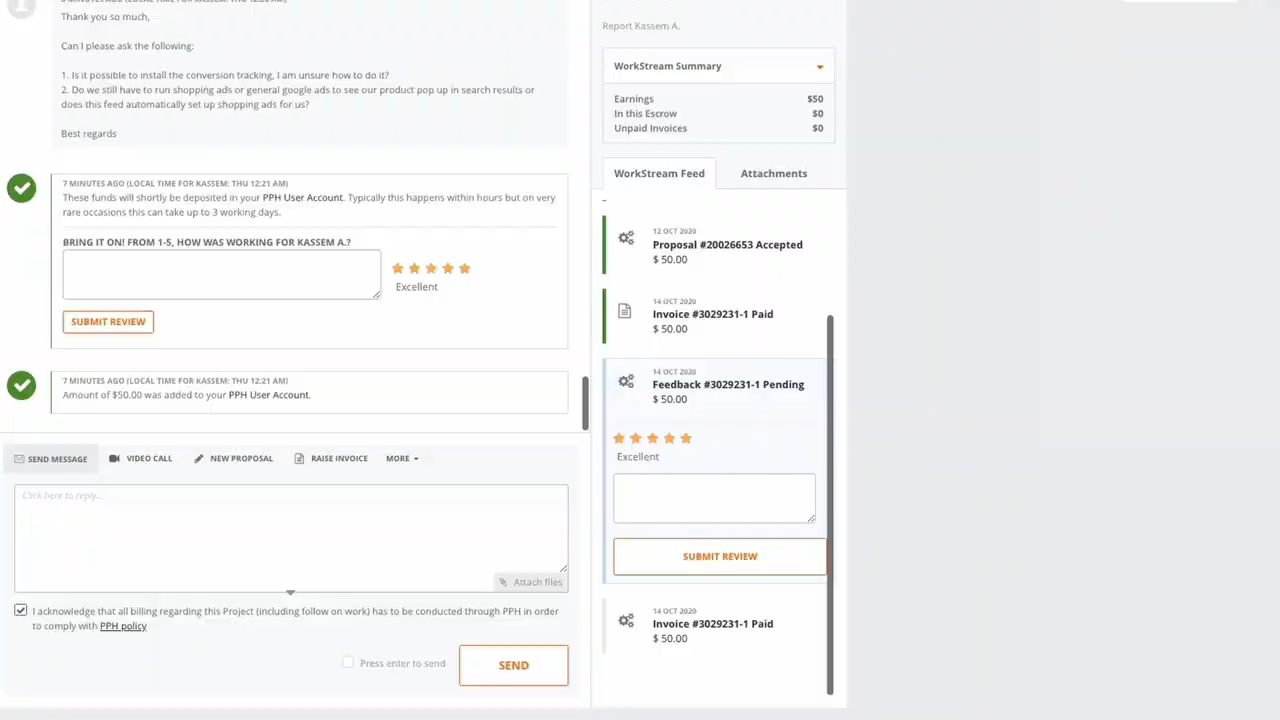 Thank you so much,
Can I please ask the following:
1. Is it possible to install the conversion tracking, I am unsure how to do it?
2. Do we still have to run shopping ads or general google ads to see our product pop up in search results or
does this feed automatically set up shopping ads for us?
Best regards
7 MINUTES AGO (LOCAL TIME FOR KASSEM: THU 12:21 AM)
These funds will shortly be deposited in your PPH User Account. Typically this happens within hours but on very
rare occasions this can take up to 3 working days.
BRING IT ON! FROM 1-5, HOW WAS WORKING FOR KASSEM A.?
Excellent
SUBMIT REVIEW
7 MINUTES AGO (LOCAL TIME FOR KASSEM: THU 12:21 AM)
Amount of $50.00 was added to your PPH User Account.
SEND MESSAGE VIDEO CALL NEW PROPOSAL RAISE INVOICE MORE
Click here to reply...
Attach files
I acknowledge that all billing regarding this Project (including follow on work) has to be conducted through PPH in order
to comply with PPH policy
Press enter to send
SEND
Report Kassem A.
WorkStream Summary
Earnings $50
In this Escrow $0
Unpaid Invoices $0
WorkStream Feed Attachments
12 OCT 2020
Proposal #20026653 Accepted
$ 50.00
14 OCT 2020
Invoice #3029231-1 Paid
$ 50.00
14 OCT 2020
Feedback #3029231-1 Pending
$ 50.00
Excellent
SUBMIT REVIEW
14 OCT 2020
Invoice #3029231-1 Paid
$ 50.00